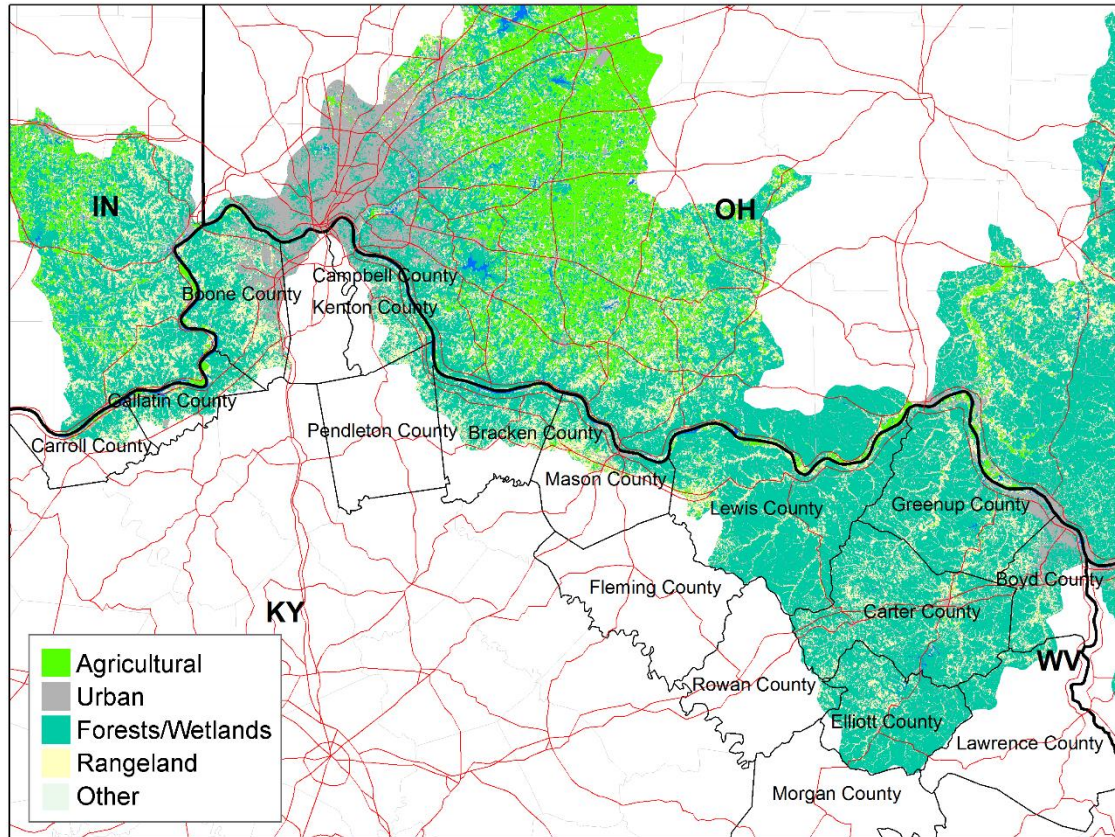 IN
OH
Boone County
Campbell County
Kenton County
Gallatin County
Carroll County
Pendleton County
Bracken County
Mason County
Lewis County
Greenup County
Fleming County
Boyd County
Carter County
KY
WV
Rowan County
Elliott County
Lawrence County
Morgan County
Agricultural
Urban
Forests/Wetlands
Rangeland
Other